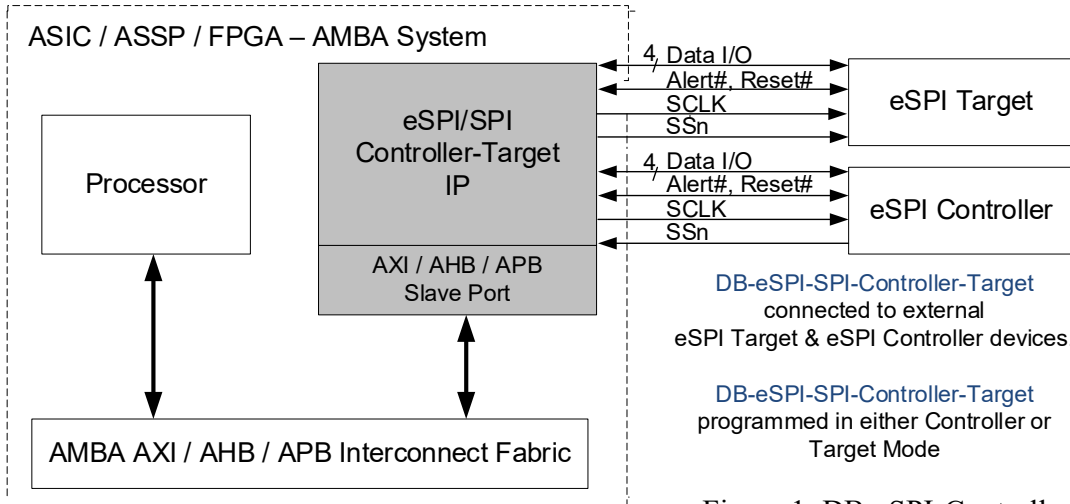 ASIC / ASSP / FPGA – AMBA System
Processor
eSPI/SPI
Controller-Target
IP
AXI / AHB / APB
Slave Port
AMBA AXI / AHB / APB Interconnect Fabric
4 Data I/O
Alert#, Reset#
SCLK
SSn
eSPI Target
4 Data I/O
Alert#, Reset#
SCLK
SSn
eSPI Controller
DB-eSPI-SPI-Controller-Target
connected to external
eSPI Target & eSPI Controller devices
DB-eSPI-SPI-Controller-Target
programmed in either Controller or
Target Mode